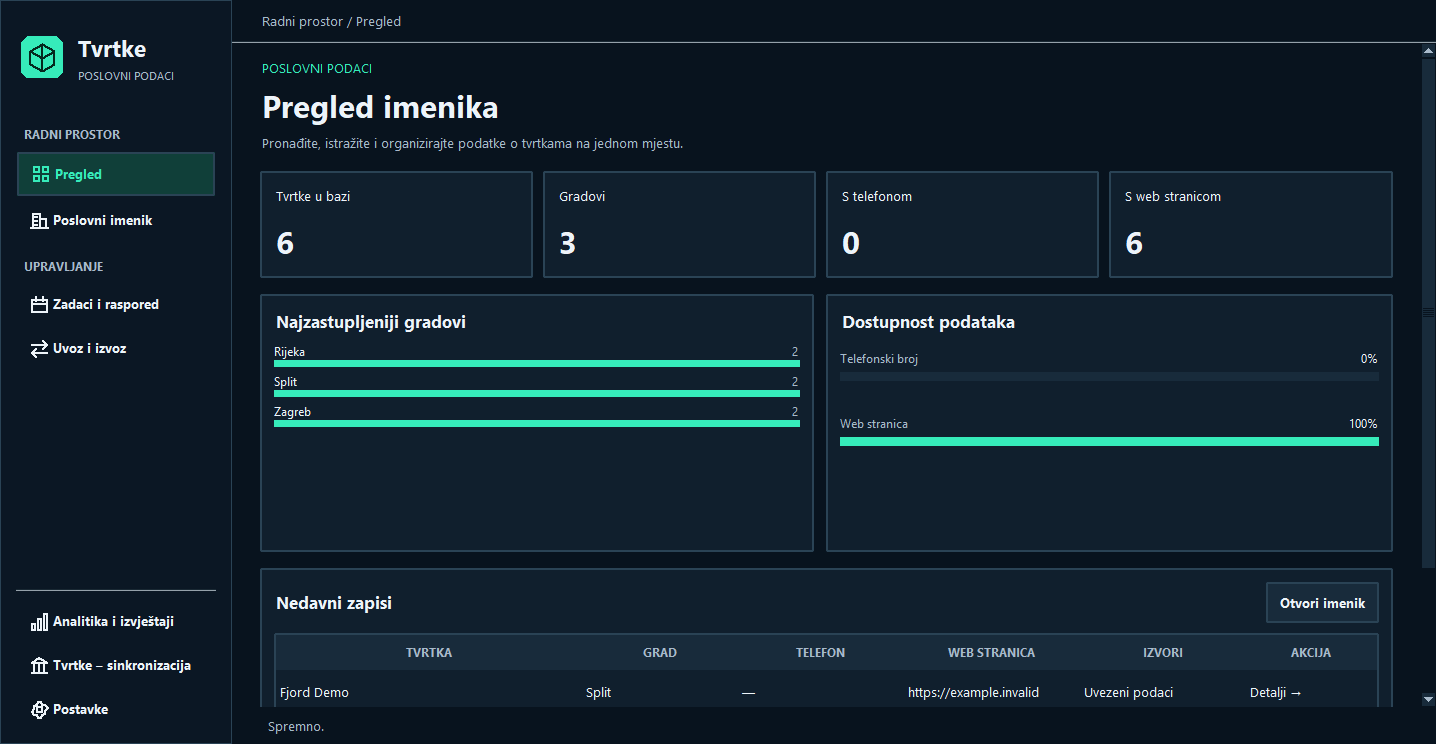 Tvrtke
POSLOVNI PODACI
RADNI PROSTOR
Pregled
Poslovni imenik
UPRAVLJANJE
Zadaci i raspored
Uvoz i izvoz
Analitika i izvještaji
Tvrtke – sinkronizacija
Postavke
Radni prostor / Pregled
POSLOVNI PODACI
Pregled imenika
Pronađite, istražite i organizirajte podatke o tvrtkama na jednom mjestu.
Tvrtke u bazi
6
Gradovi
3
S telefonom
0
S web stranicom
6
Najzastupljeniji gradovi
Rijeka 2
Split 2
Zagreb 2
Dostupnost podataka
Telefonski broj 0%
Web stranica 100%
Nedavni zapisi
Otvori imenik
TVRTKA GRAD TELEFON WEB STRANICA IZVORI AKCIJA
Fjord Demo Split — https://example.invalid Uvezeni podaci Detalji →
Spremno.